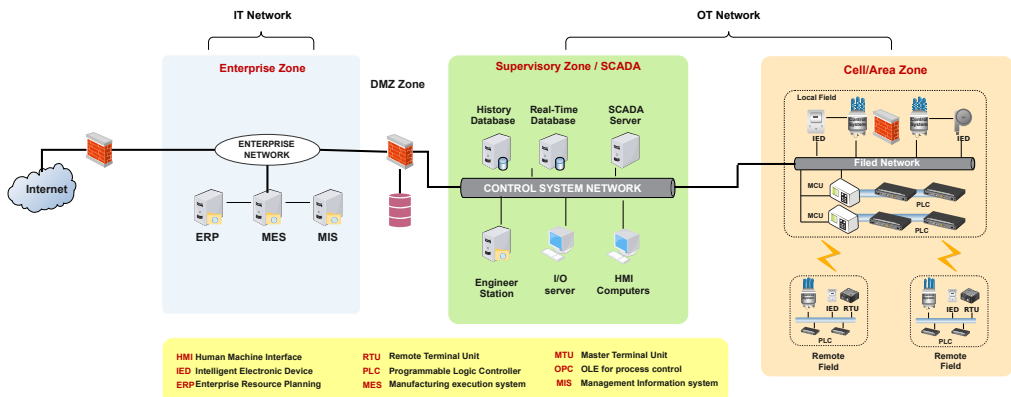 IT Network
OT Network
Enterprise Zone
DMZ Zone
Supervisory Zone / SCADA
Cell/Area Zone
Internet
ENTERPRISE
NETWORK
ERP
MES
MIS
History
Database
Real-Time
Database
SCADA
Server
CONTROL SYSTEM NETWORK
Engineer
Station
I/O
server
HMI
Computers
Local Field
Control
System
Control
System
IED
IED
Filed Network
MCU
PLC
MCU
PLC
IED
RTU
PLC
Remote
Field
IED
RTU
PLC
Remote
Field
HMI Human Machine Interface
IED Intelligent Electronic Device
ERP Enterprise Resource Planning
RTU Remote Terminal Unit
PLC Programmable Logic Controller
MES Manufacturing execution system
MTU Master Terminal Unit
OPC OLE for process control
MIS Management Information system